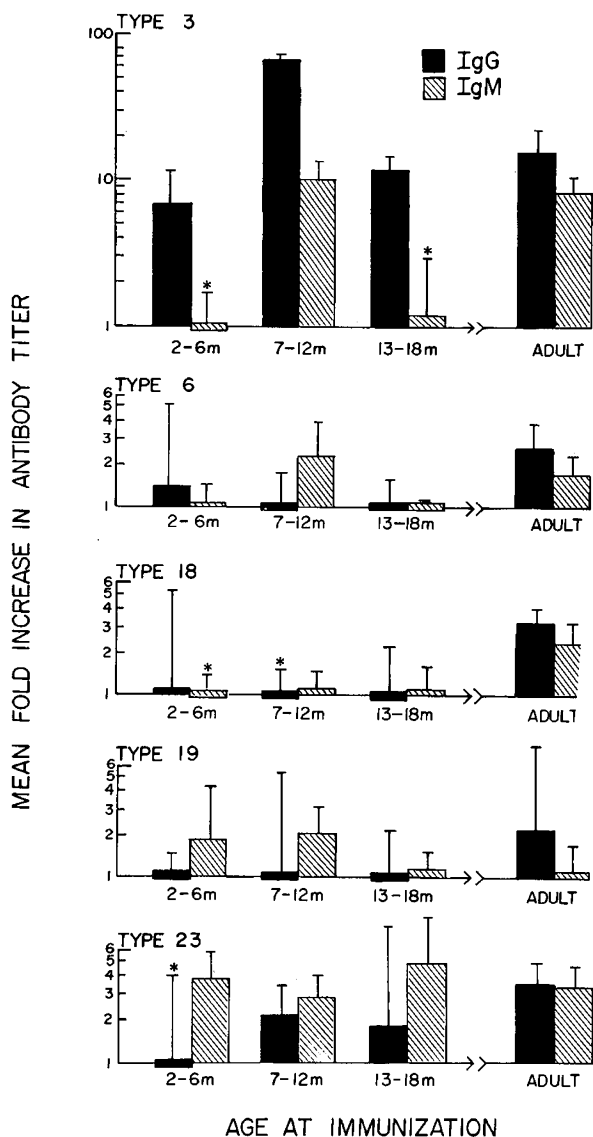 TYPE 3
100
IgG
IgM
10
*
*
1
2-6m 7-12m 13-18m ADULT
TYPE 6
6
5
4
3
2
1
2-6m 7-12m 13-18m ADULT
TYPE 18
6
5
4
3
2
* *
1
2-6m 7-12m 13-18m ADULT
TYPE 19
6
5
4
3
2
1
2-6m 7-12m 13-18m ADULT
TYPE 23
6
5
*
4
3
2
1
2-6m 7-12m 13-18m ADULT
MEAN FOLD INCREASE IN ANTIBODY TITER
AGE AT IMMUNIZATION